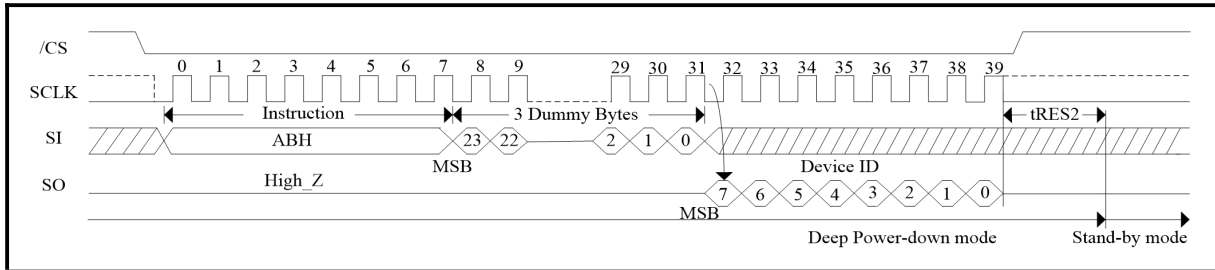 /CS
0 1 2 3 4 5 6 7 8 9 29 30 31 32 33 34 35 36 37 38 39
SCLK
Instruction 3 Dummy Bytes tRES2
SI ABH 23 22 2 1 0
MSB Device ID
SO High_Z 7 6 5 4 3 2 1 0
MSB
Deep Power-down mode Stand-by mode